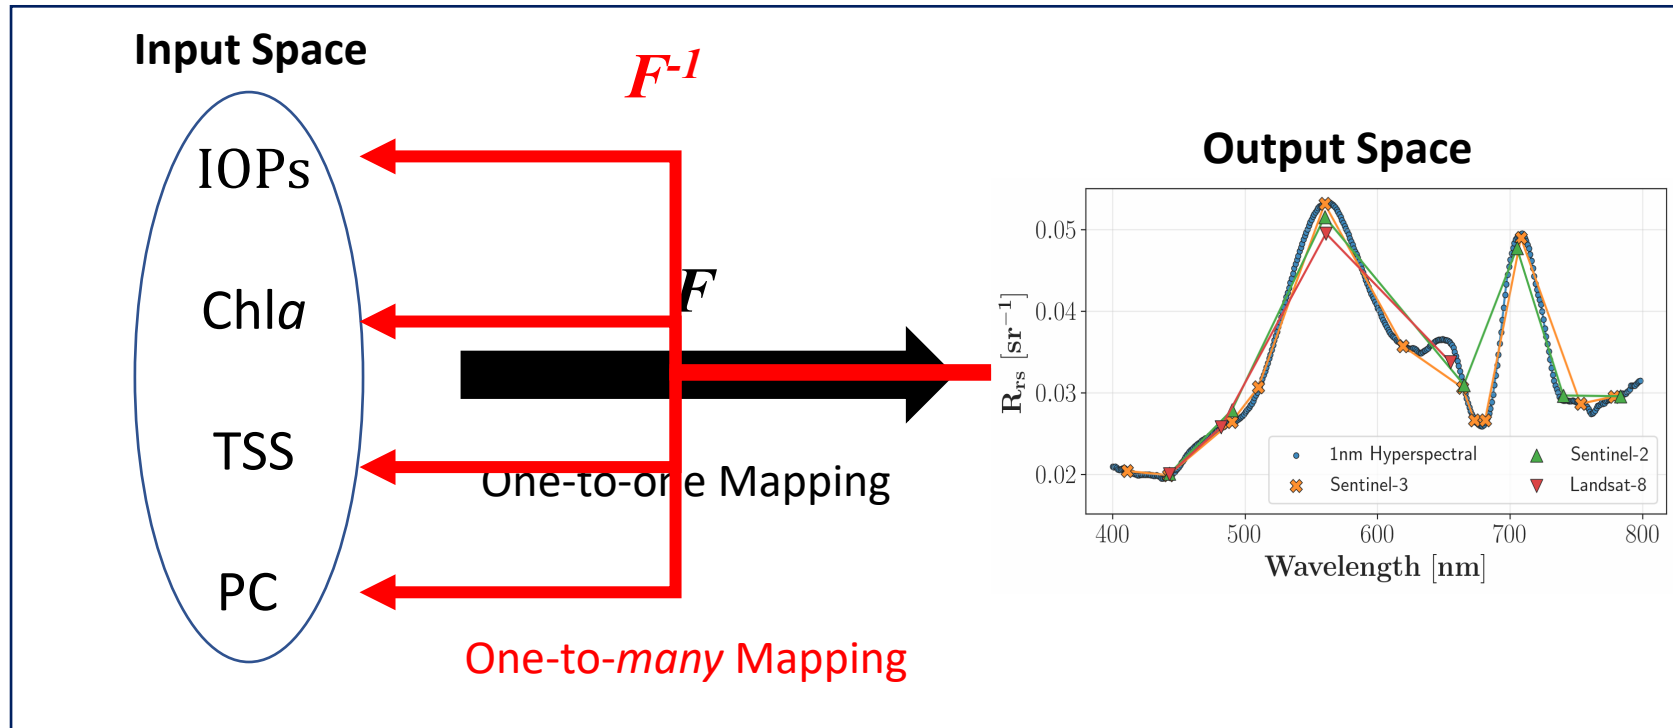 Input Space
IOPs
Chla
TSS
PC
F-1
F
One-to-one Mapping
One-to-many Mapping
Output Space
0.05
0.04
0.03
0.02
Rrs [sr−1]
1nm Hyperspectral
Sentinel-3
Sentinel-2
Landsat-8
400 500 600 700 800
Wavelength [nm]